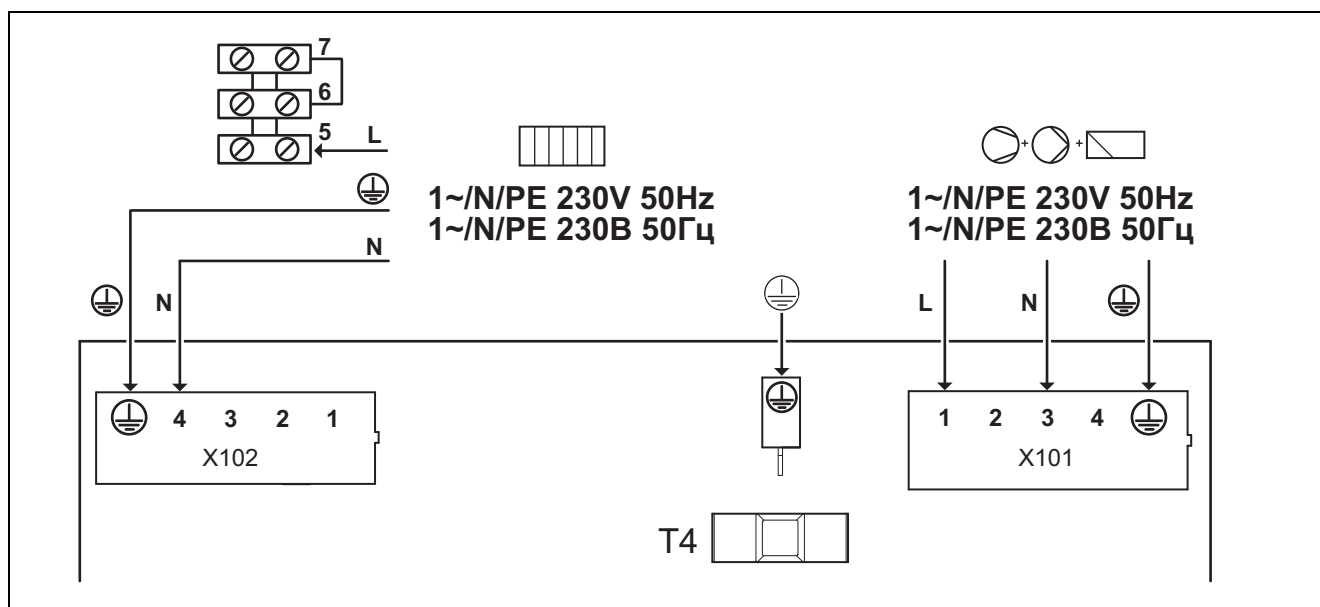 7
6
5 L
1~/N/PE 230V 50Hz
1~/N/PE 230В 50Гц
1~/N/PE 230V 50Hz
1~/N/PE 230В 50Гц
N
N
L N
4 3 2 1
X102
1 2 3 4
X101
T4